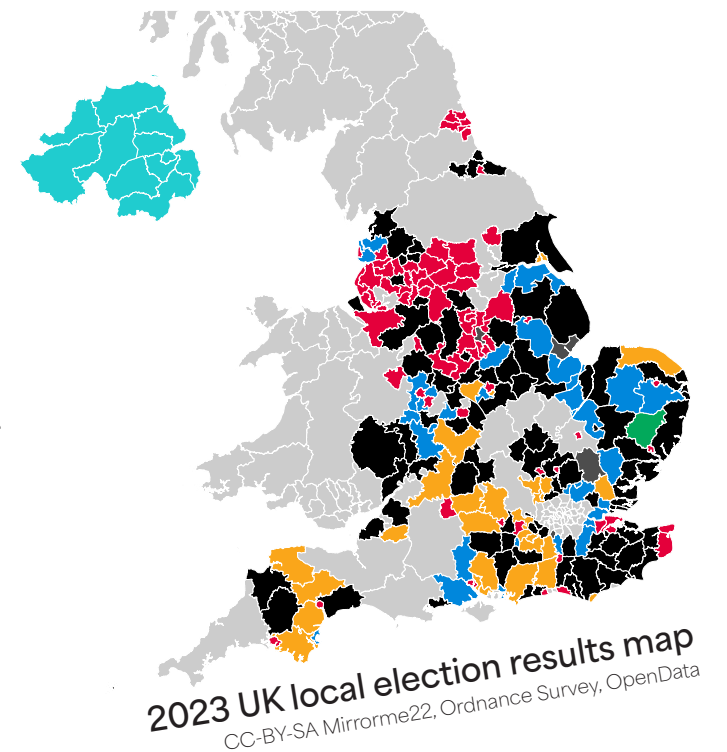 2023 UK local election results map
CC-BY-SA Mirrorme22, Ordnance Survey, OpenData